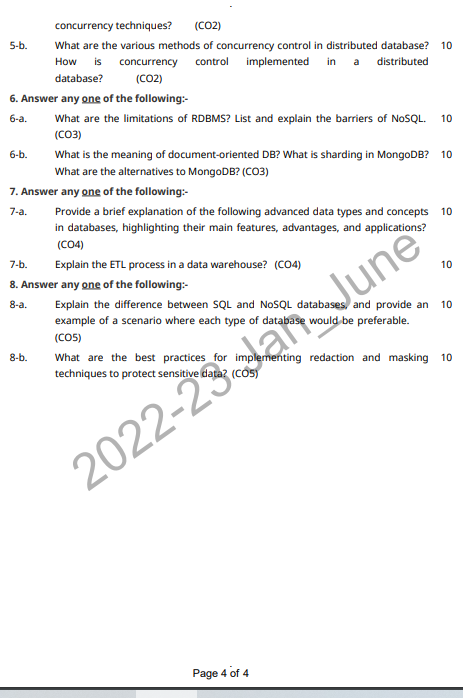 concurrency techniques? (CO2)
5-b. What are the various methods of concurrency control in distributed database? 10
How is concurrency control implemented in a distributed
database? (CO2)
6. Answer any one of the following:-
6-a. What are the limitations of RDBMS? List and explain the barriers of NoSQL. 10
(CO3)
6-b. What is the meaning of document-oriented DB? What is sharding in MongoDB? 10
What are the alternatives to MongoDB? (CO3)
7. Answer any one of the following:-
7-a. Provide a brief explanation of the following advanced data types and concepts 10
in databases, highlighting their main features, advantages, and applications?
(CO4)
7-b. Explain the ETL process in a data warehouse? (CO4) 10
8. Answer any one of the following:-
8-a. Explain the difference between SQL and NoSQL databases, and provide an 10
example of a scenario where each type of database would be preferable.
(CO5)
8-b. What are the best practices for implementing redaction and masking 10
techniques to protect sensitive data? (CO5)
2022-23 Jan_June
Page 4 of 4